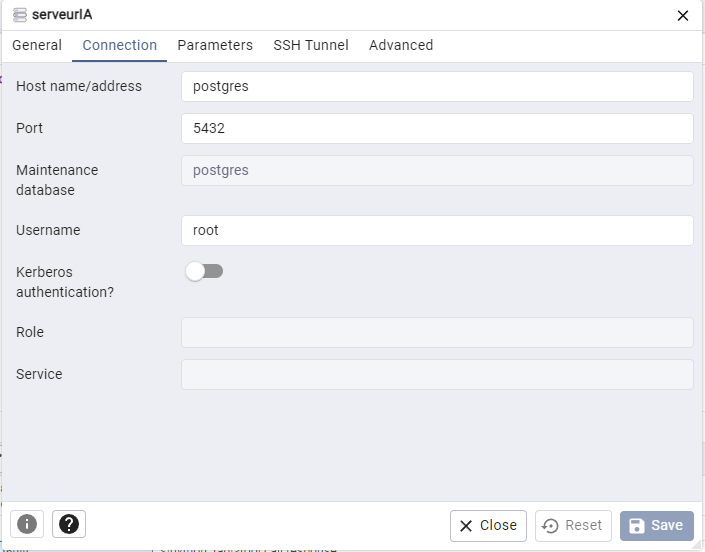 serveurIA
General Connection Parameters SSH Tunnel Advanced
Host name/address postgres
Port 5432
Maintenance
database
postgres
Username root
Kerberos
authentication?
Role
Service
Close Reset Save